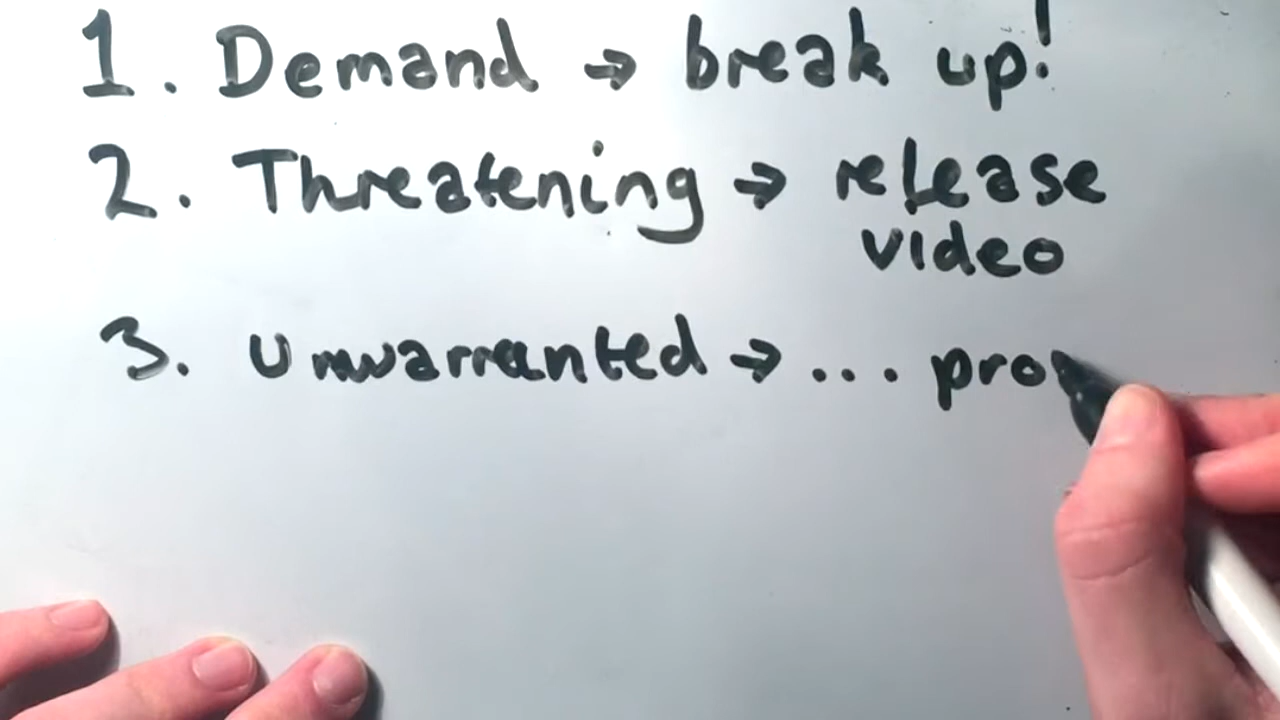 1. Demand → break up!
2. Threatening → release
video
3. Unwarranted → ... pro